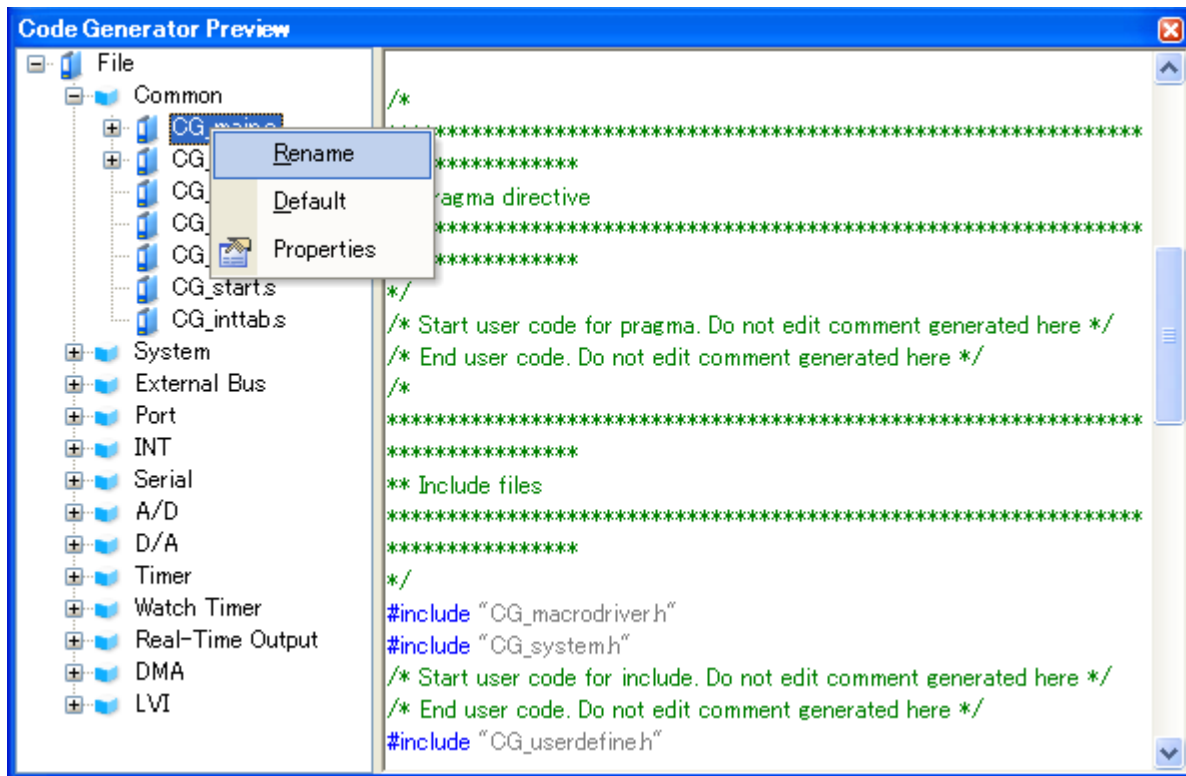 Code Generator Preview
File
Common
CG_main.c
CG_
CG_
CG_
CG_
CG_start.s
CG_inttab.s
System
External Bus
Port
INT
Serial
A/D
D/A
Timer
Watch Timer
Real-Time Output
DMA
LVI
Rename
Default
Properties
/*
***********************************************************
************
ragma directive
***********************************************************
************
*/
/* Start user code for pragma. Do not edit comment generated here */
/* End user code. Do not edit comment generated here */
/*
***************************************************************
****************
** Include files
***************************************************************
****************
*/
#include "CG_macrodriver.h"
#include "CG_system.h"
/* Start user code for include. Do not edit comment generated here */
/* End user code. Do not edit comment generated here */
#include "CG_userdefine.h"